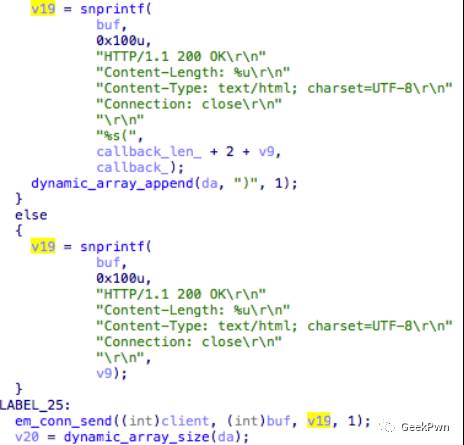 v19 = snprintf(
buf,
0x100u,
"HTTP/1.1 200 OK\r\n"
"Content-Length: %u\r\n"
"Content-Type: text/html; charset=UTF-8\r\n"
"Connection: close\r\n"
"\r\n"
"%s(",
callback_len_ + 2 + v9,
callback_);
dynamic_array_append(da, ")", 1);
}
else
{
v19 = snprintf(
buf,
0x100u,
"HTTP/1.1 200 OK\r\n"
"Content-Length: %u\r\n"
"Content-Type: text/html; charset=UTF-8\r\n"
"Connection: close\r\n"
"\r\n",
v9);
}
LABEL_25:
em_conn_send((int)client, (int)buf, v19, 1);
v20 = dynamic_array_size(da);
GeekPwn